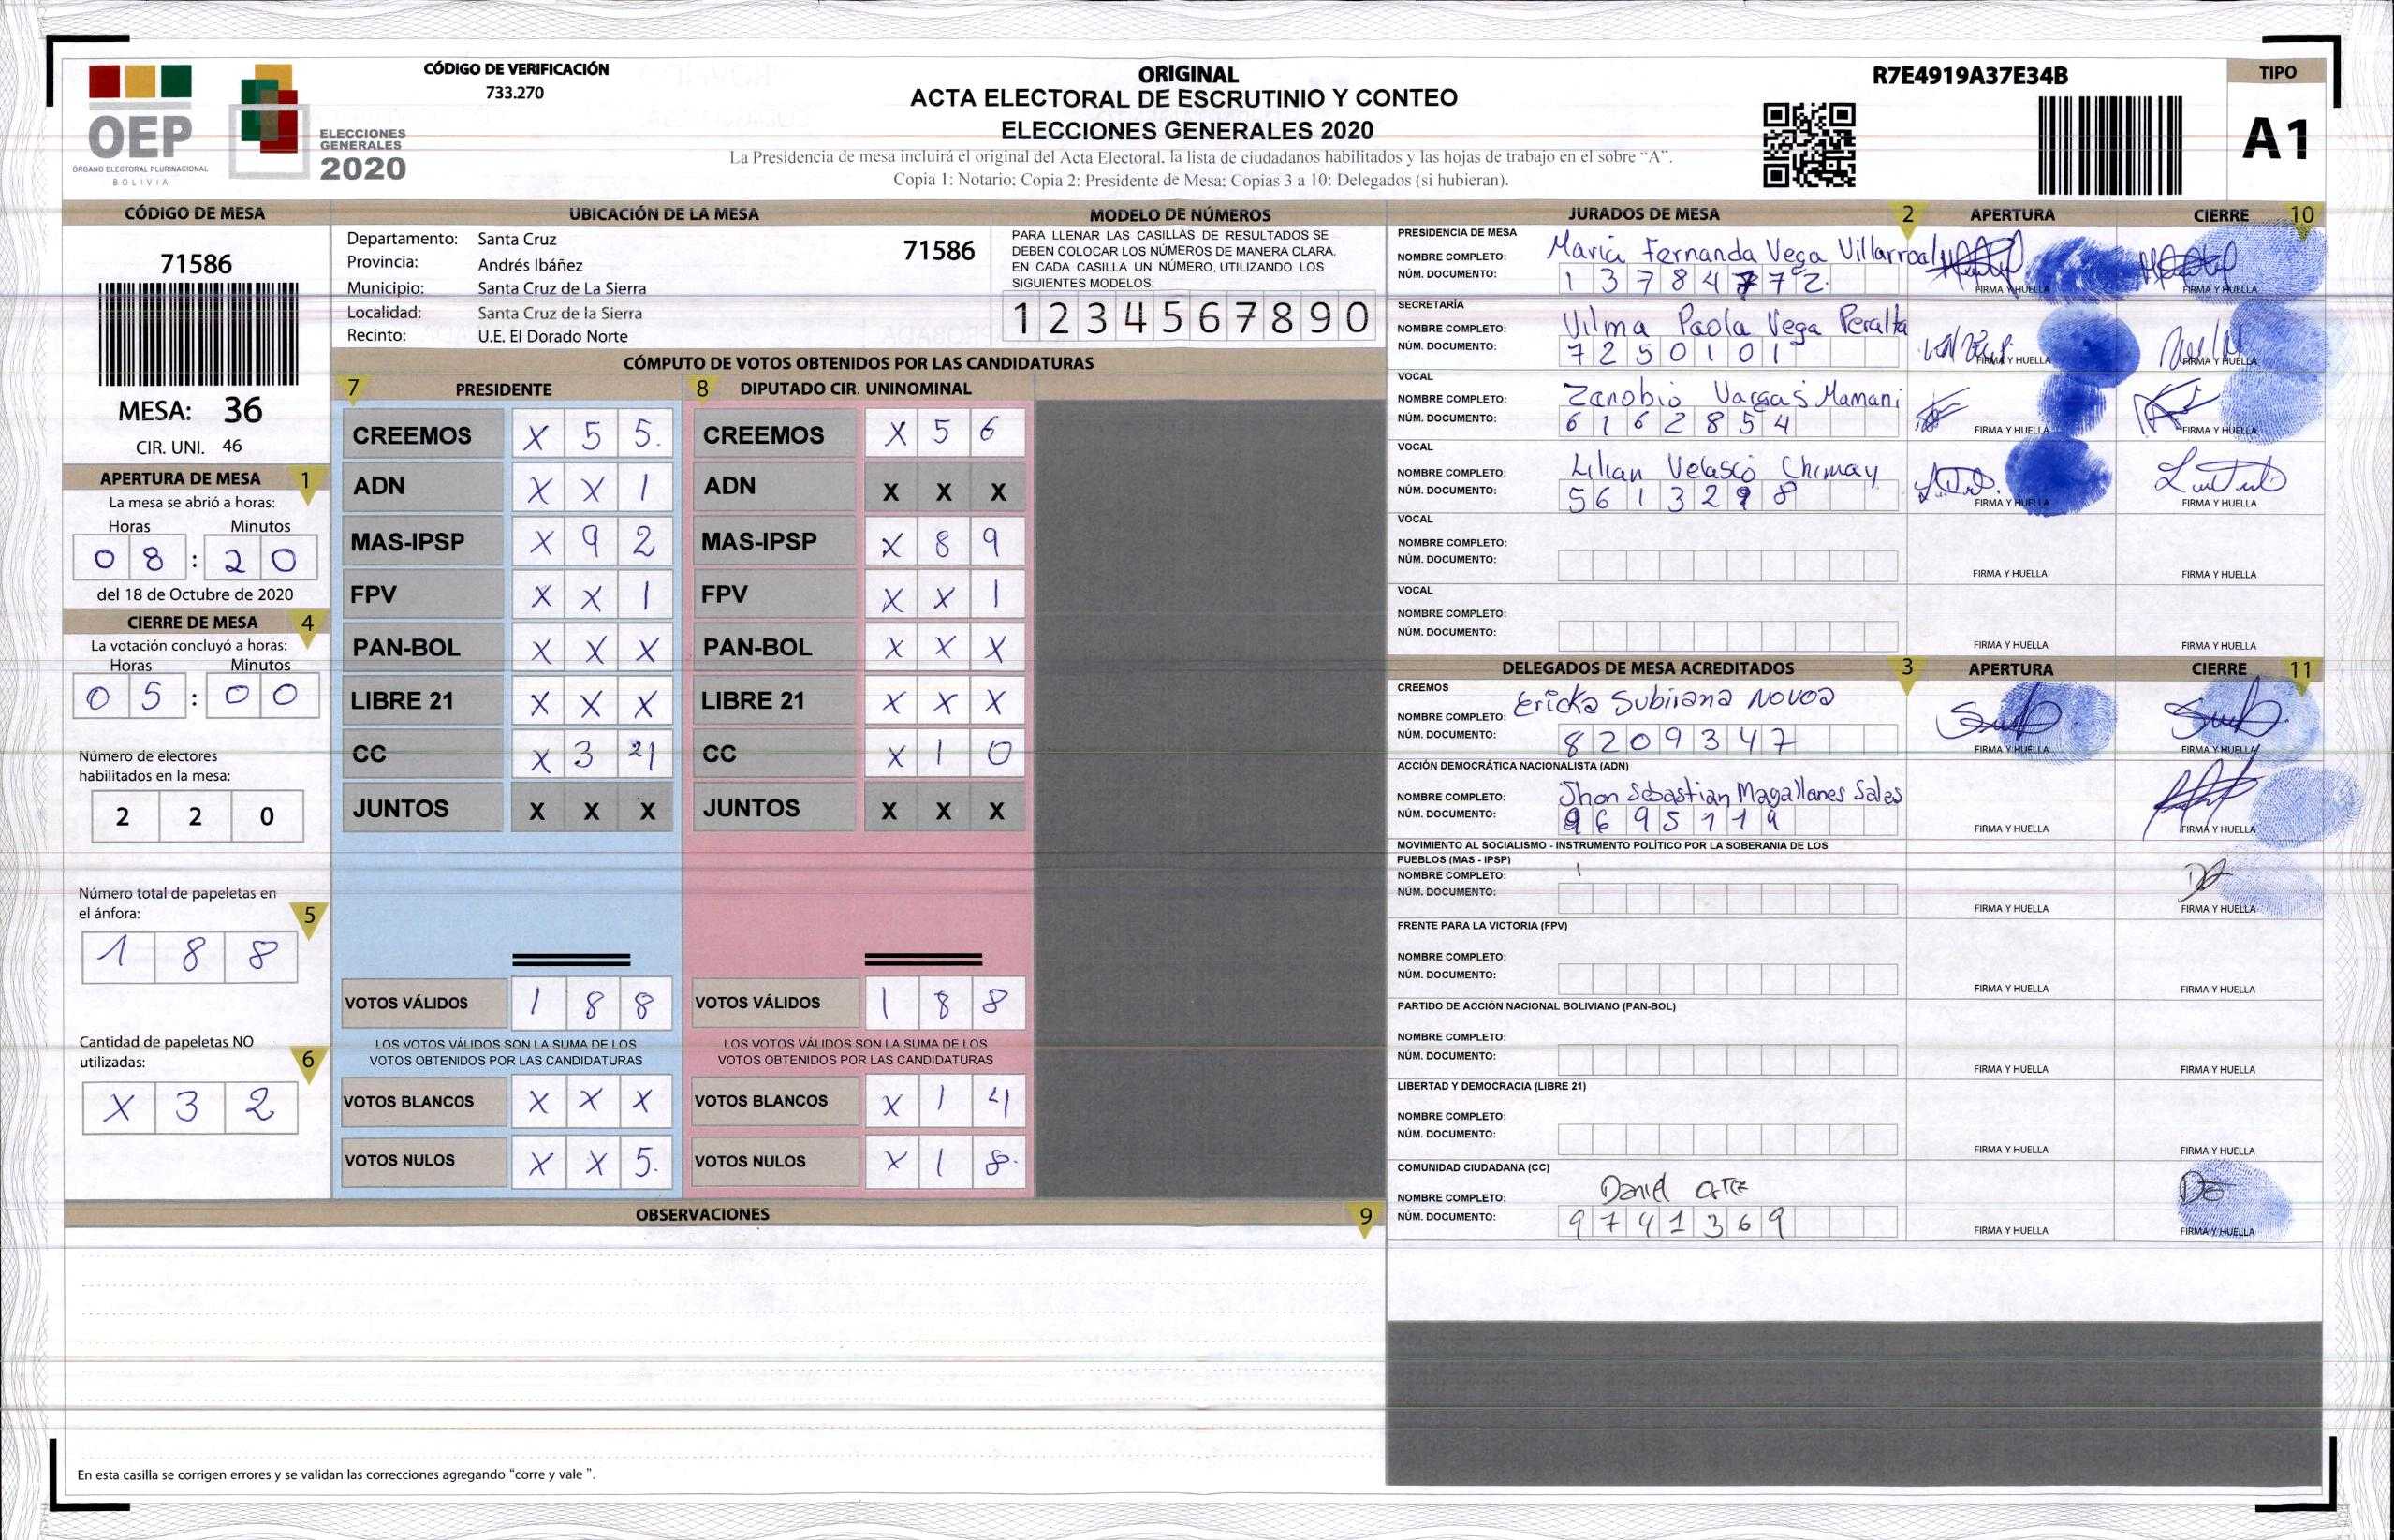 CÓDIGO DE VERIFICACIÓN
733.270
OEP
ÓRGANO ELECTORAL PLURINACIONAL
BOLIVIA
ELECCIONES
GENERALES
2020
ORIGINAL
ACTA ELECTORAL DE ESCRUTINIO Y CONTEO
ELECCIONES GENERALES 2020
La Presidencia de mesa incluirá el original del Acta Electoral, la lista de ciudadanos habilitados y las hojas de trabajo en el sobre “A”.
Copia 1: Notario; Copia 2: Presidente de Mesa; Copias 3 a 10: Delegados (si hubieran).
R7E4919A37E34B
TIPO
A1
CÓDIGO DE MESA
71586
MESA: 36
CIR. UNI. 46
APERTURA DE MESA 1
La mesa se abrió a horas:
Horas Minutos
0 8 : 2 0
del 18 de Octubre de 2020
CIERRE DE MESA 4
La votación concluyó a horas:
Horas Minutos
0 5 : 0 0
Número de electores
habilitados en la mesa:
2 2 0
Número total de papeletas en
el ánfora:
5
1 8 8
Cantidad de papeletas NO
utilizadas:
6
X 3 2
UBICACIÓN DE LA MESA
Departamento: Santa Cruz
71586
Provincia: Andrés Ibáñez
Municipio: Santa Cruz de La Sierra
Localidad: Santa Cruz de la Sierra
Recinto: U.E. El Dorado Norte
MODELO DE NÚMEROS
PARA LLENAR LAS CASILLAS DE RESULTADOS SE
DEBEN COLOCAR LOS NÚMEROS DE MANERA CLARA.
EN CADA CASILLA UN NÚMERO, UTILIZANDO LOS
SIGUIENTES MODELOS:
1 2 3 4 5 6 7 8 9 0
CÓMPUTO DE VOTOS OBTENIDOS POR LAS CANDIDATURAS
7 PRESIDENTE
CREEMOS X 5 5.
ADN X X 1
MAS-IPSP X 9 2
FPV X X 1
PAN-BOL X X X
LIBRE 21 X X X
CC X 3
JUNTOS X X X
VOTOS VÁLIDOS 1 8 8
LOS VOTOS VÁLIDOS SON LA SUMA DE LOS
VOTOS OBTENIDOS POR LAS CANDIDATURAS
VOTOS BLANCOS X X X
VOTOS NULOS X X 5.
8 DIPUTADO CIR. UNINOMINAL
CREEMOS X 5 6
ADN X X X
MAS-IPSP X 8 9
FPV X X 1
PAN-BOL X X X
LIBRE 21 X X X
CC X 1 0
JUNTOS X X X
VOTOS VÁLIDOS 1 8 8
LOS VOTOS VÁLIDOS SON LA SUMA DE LOS
VOTOS OBTENIDOS POR LAS CANDIDATURAS
VOTOS BLANCOS X 1 4
VOTOS NULOS X 1 8.
OBSERVACIONES 9
En esta casilla se corrigen errores y se validan las correcciones agregando “corre y vale ”.
JURADOS DE MESA 2 APERTURA CIERRE 10
PRESIDENCIA DE MESA
NOMBRE COMPLETO: Maria Fernanda Vega Villarroal
NÚM. DOCUMENTO: 1 3 7 8 4 7 7 2.
FIRMA Y HUELLA FIRMA Y HUELLA
SECRETARÍA
NOMBRE COMPLETO: Vilma Paola Vega Peralta
NÚM. DOCUMENTO: 7 2 5 0 1 0 1
FIRMA Y HUELLA FIRMA Y HUELLA
VOCAL
NOMBRE COMPLETO: Zanobio Vargas Mamani
NÚM. DOCUMENTO: 6 1 6 2 8 5 4
FIRMA Y HUELLA FIRMA Y HUELLA
VOCAL
NOMBRE COMPLETO: Lilian Velasco Chimay
NÚM. DOCUMENTO: 5 6 1 3 2 9 8
FIRMA Y HUELLA FIRMA Y HUELLA
VOCAL
NOMBRE COMPLETO:
NÚM. DOCUMENTO:
FIRMA Y HUELLA FIRMA Y HUELLA
VOCAL
NOMBRE COMPLETO:
NÚM. DOCUMENTO:
FIRMA Y HUELLA FIRMA Y HUELLA
DELEGADOS DE MESA ACREDITADOS 3 APERTURA CIERRE 11
CREEMOS
NOMBRE COMPLETO: Ericka Subirana Novoa
NÚM. DOCUMENTO: 8 2 0 9 3 4 7
FIRMA Y HUELLA FIRMA Y HUELLA
ACCIÓN DEMOCRÁTICA NACIONALISTA (ADN)
NOMBRE COMPLETO: Jhon Sebastian Magallanes Salas
NÚM. DOCUMENTO: 9 6 9 5 1 1 9
FIRMA Y HUELLA FIRMA Y HUELLA
MOVIMIENTO AL SOCIALISMO - INSTRUMENTO POLÍTICO POR LA SOBERANIA DE LOS
PUEBLOS (MAS - IPSP)
NOMBRE COMPLETO:
NÚM. DOCUMENTO:
FIRMA Y HUELLA FIRMA Y HUELLA
FRENTE PARA LA VICTORIA (FPV)
NOMBRE COMPLETO:
NÚM. DOCUMENTO:
FIRMA Y HUELLA FIRMA Y HUELLA
PARTIDO DE ACCIÓN NACIONAL BOLIVIANO (PAN-BOL)
NOMBRE COMPLETO:
NÚM. DOCUMENTO:
FIRMA Y HUELLA FIRMA Y HUELLA
LIBERTAD Y DEMOCRACIA (LIBRE 21)
NOMBRE COMPLETO:
NÚM. DOCUMENTO:
FIRMA Y HUELLA FIRMA Y HUELLA
COMUNIDAD CIUDADANA (CC)
NOMBRE COMPLETO: Daniel
NÚM. DOCUMENTO: 9 7 4 1 3 6 9
FIRMA Y HUELLA FIRMA Y HUELLA